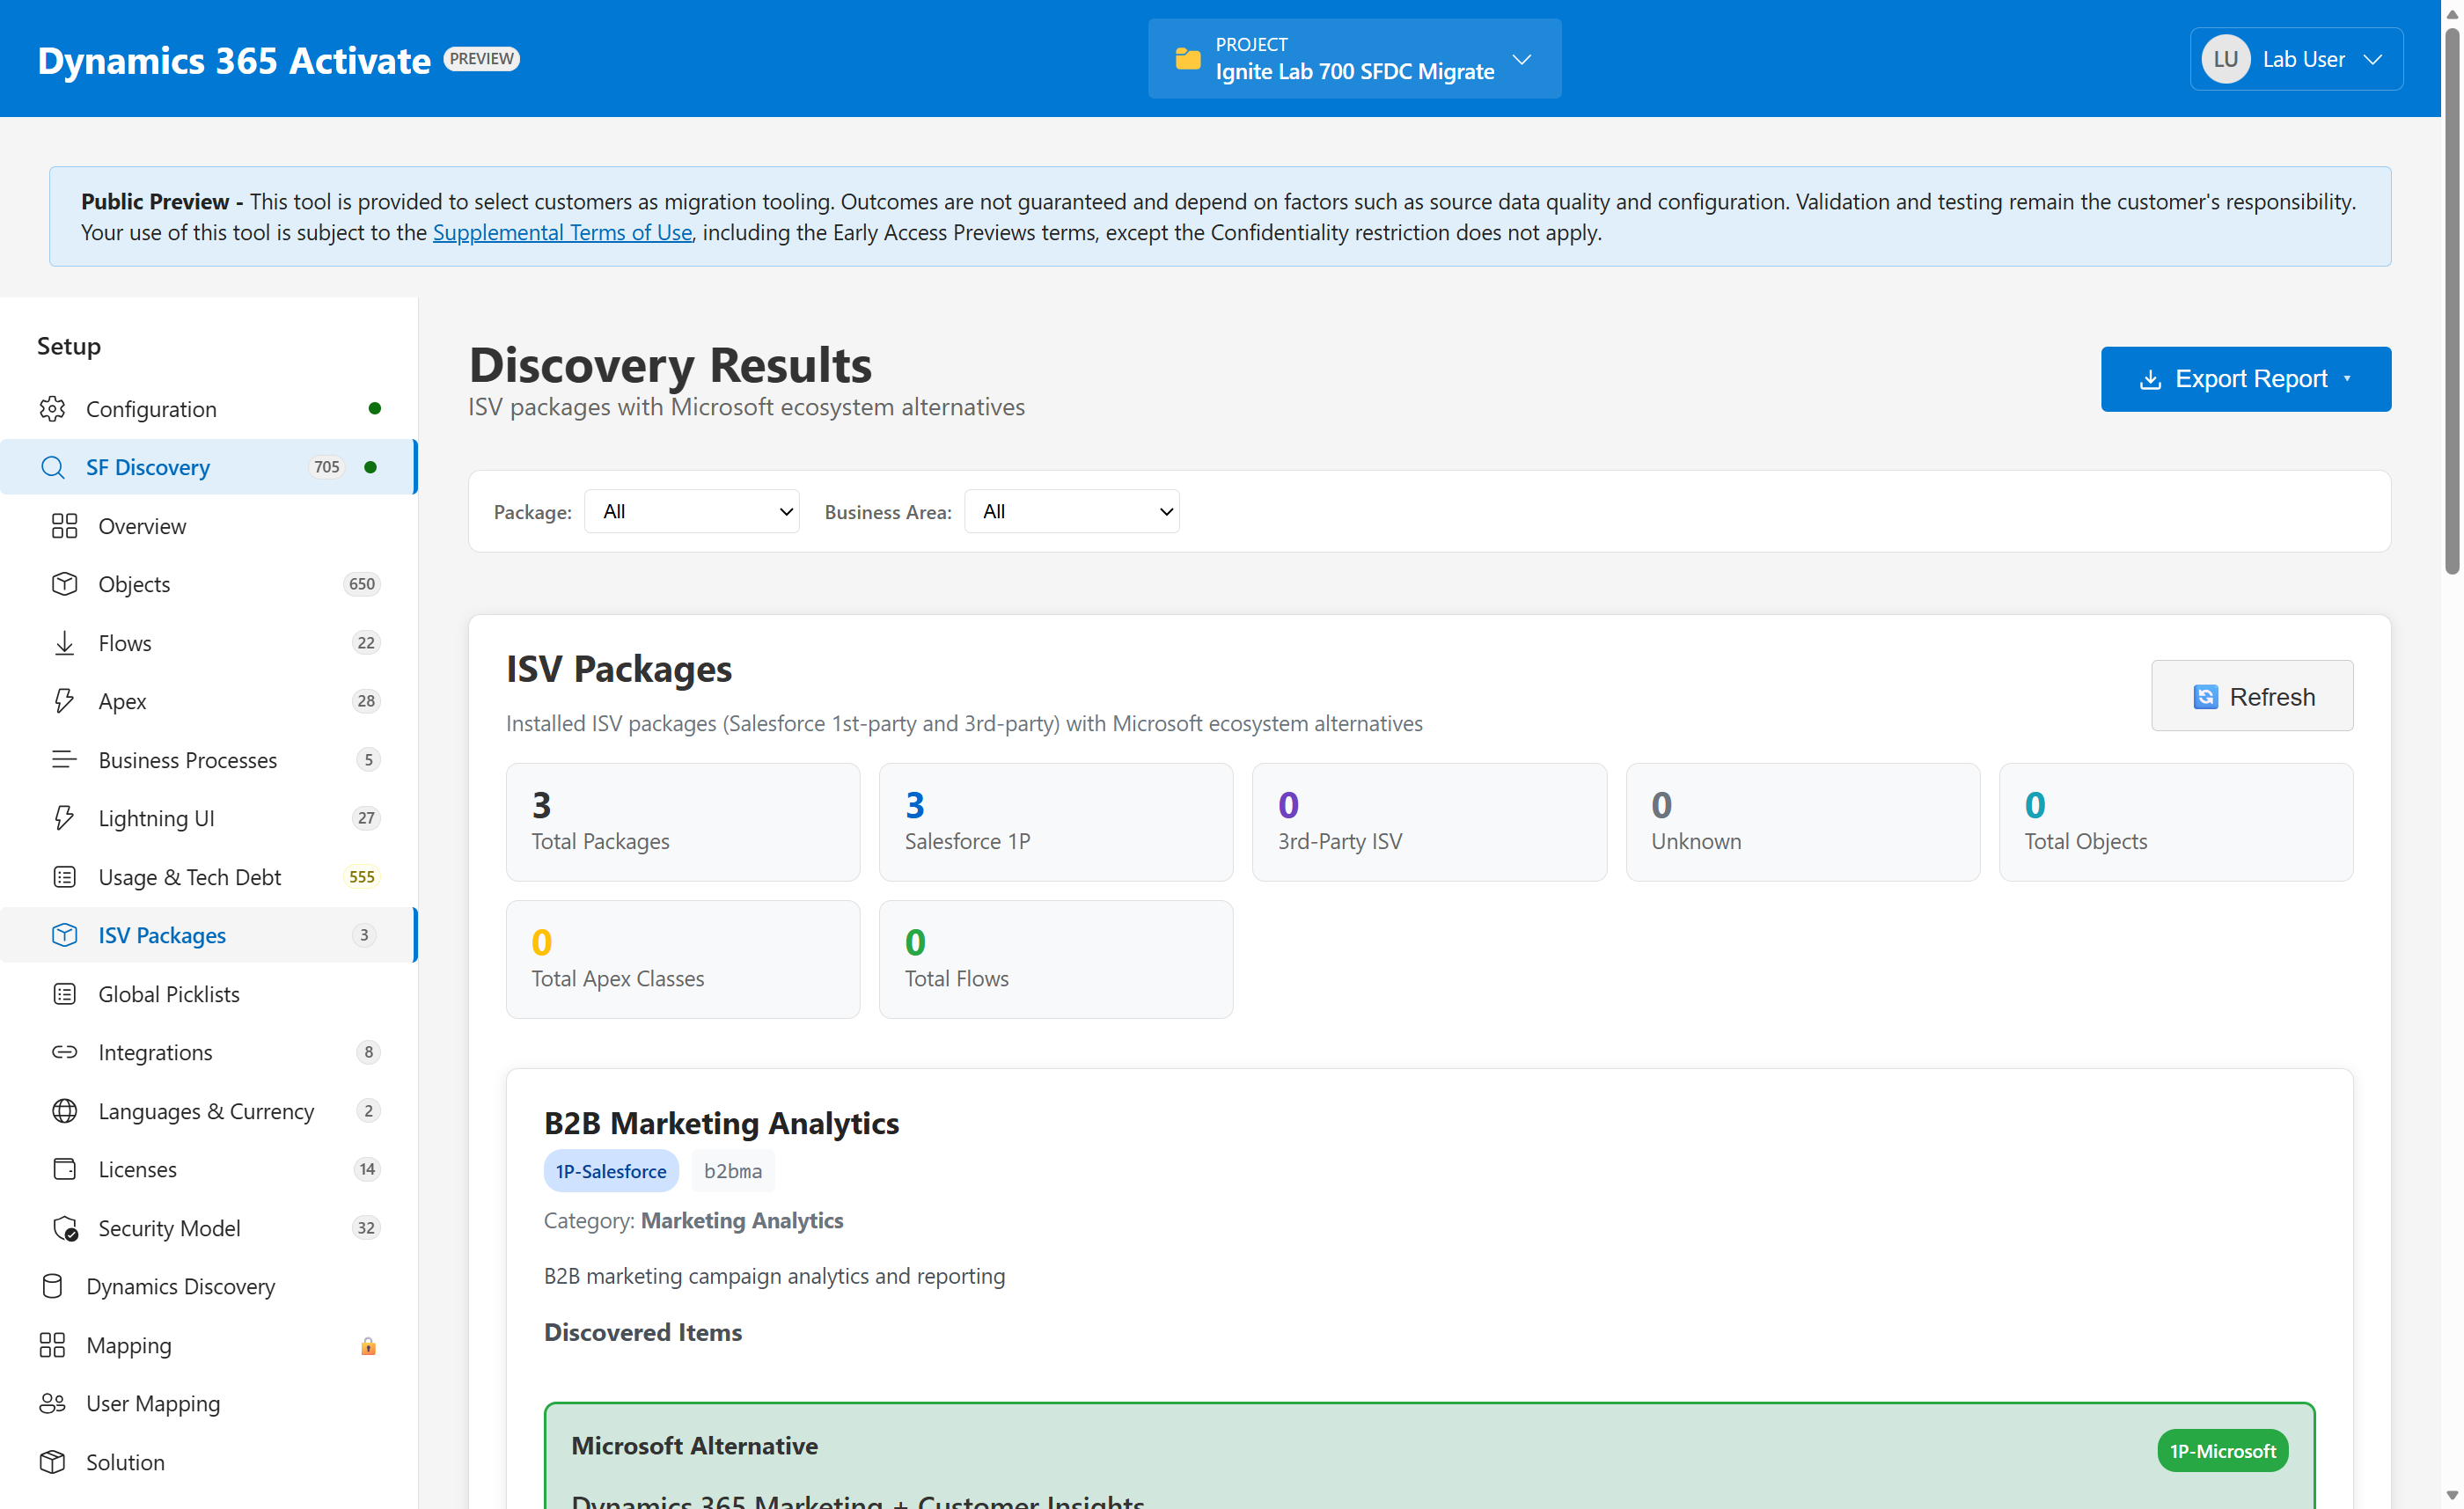 Dynamics 365 Activate PREVIEW
PROJECT
Ignite Lab 700 SFDC Migrate
LU Lab User
Public Preview - This tool is provided to select customers as migration tooling. Outcomes are not guaranteed and depend on factors such as source data quality and configuration. Validation and testing remain the customer's responsibility.
Your use of this tool is subject to the Supplemental Terms of Use, including the Early Access Previews terms, except the Confidentiality restriction does not apply.
Setup
Configuration
SF Discovery 705
Overview
Objects 650
Flows 22
Apex 28
Business Processes 5
Lightning UI 27
Usage & Tech Debt 555
ISV Packages 3
Global Picklists
Integrations 8
Languages & Currency 2
Licenses 14
Security Model 32
Dynamics Discovery
Mapping
User Mapping
Solution
Discovery Results
ISV packages with Microsoft ecosystem alternatives
Export Report
Package: All Business Area: All
ISV Packages
Installed ISV packages (Salesforce 1st-party and 3rd-party) with Microsoft ecosystem alternatives
Refresh
3
Total Packages
3
Salesforce 1P
0
3rd-Party ISV
0
Unknown
0
Total Objects
0
Total Apex Classes
0
Total Flows
B2B Marketing Analytics
1P-Salesforce b2bma
Category: Marketing Analytics
B2B marketing campaign analytics and reporting
Discovered Items
Microsoft Alternative
1P-Microsoft
Dynamics 365 Marketing + Customer Insights